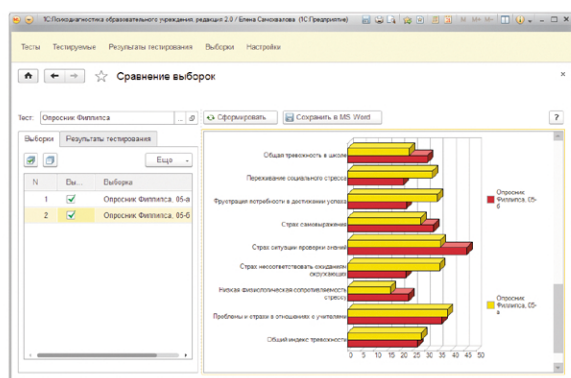 1С:Психодиагностика образовательного учреждения, редакция 2.0 / Елена Самохвалова (1С:Предприятие)
M M+ M-
Тесты Тестируемые Результаты тестирования Выборки Настройки
Сравнение выборок
Тест: Опросник Филлипса
Сформировать Сохранить в MS Word ?
Выборки Результаты тестирования
Еще
N Вы... Выборка
1 Опросник Филлипса, 05-а
2 Опросник Филлипса, 05-б
Общая тревожность в школе
Переживание социального стресса
Фрустрация потребности в достижении успеха
Страх самовыражения
Страх ситуации проверки знаний
Страх несоответствовать ожиданиям
окружающих
Низкая физиологическая сопротивляемость
стрессу
Проблемы и страхи в отношениях с учителями
Общий индекс тревожности
0 5 10 15 20 25 30 35 40 45 50
Опросник
Филлипса, 05-
б
Опросник
Филлипса, 05-
а